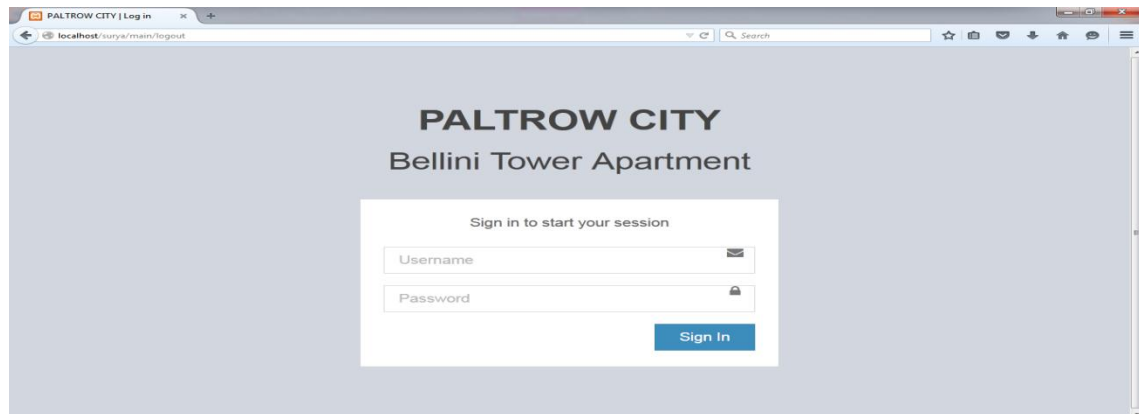 PALTROW CITY | Log in
localhost/surya/main/logout
Search
PALTROW CITY
Bellini Tower Apartment
Sign in to start your session
Username
Password
Sign In